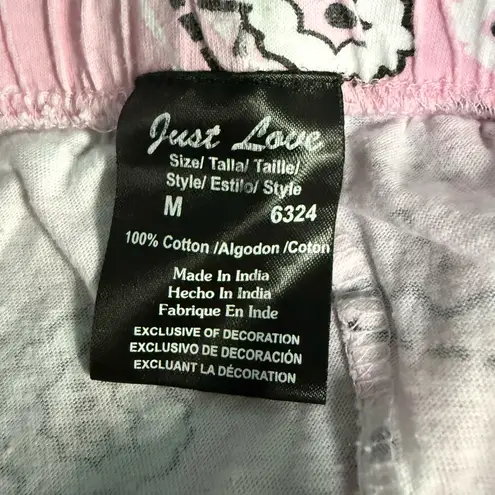 Just Love
Size/ Talla/ Taille/
Style/ Estilo/ Style
M 6324
100% Cotton /Algodon /Coton
Made In India
Hecho In India
Fabrique En Inde
EXCLUSIVE OF DECORATION
EXCLUSIVO DE DECORACIÓN
EXCLUANT LA DÉCORATION